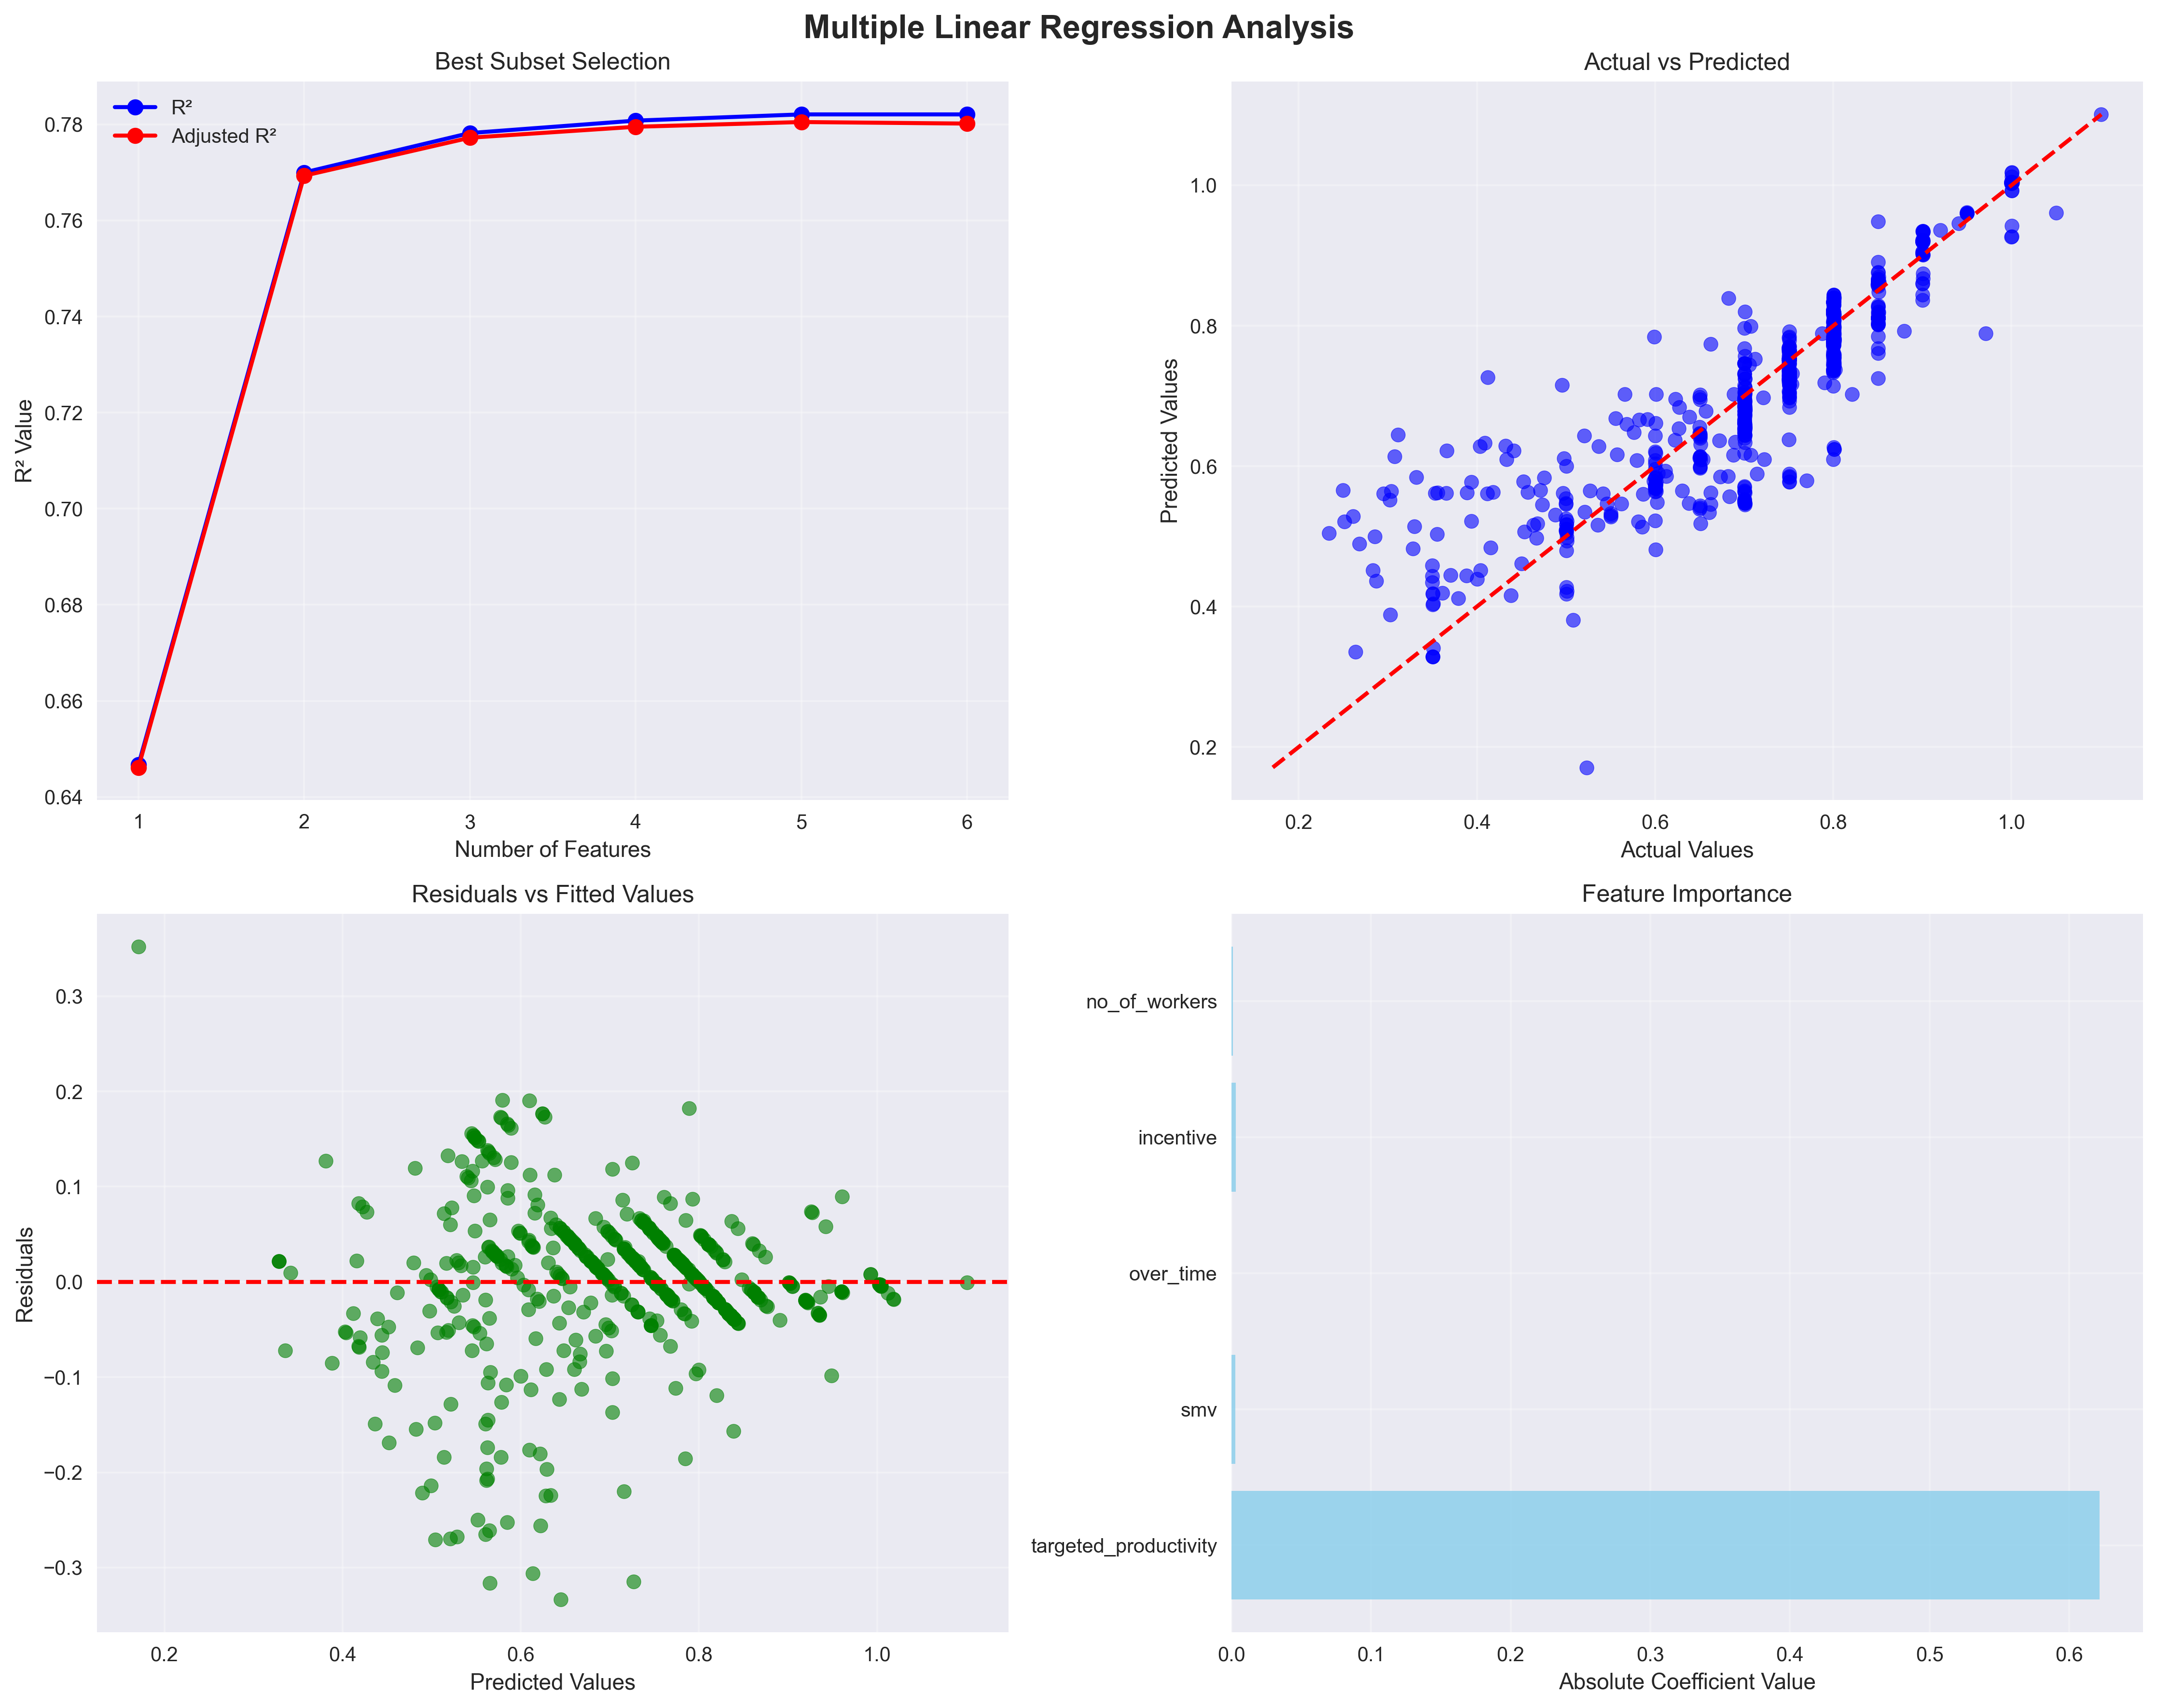 Multiple Linear Regression Analysis
Best Subset Selection
R²
Adjusted R²
0.78
0.76
0.74
0.72
0.70
0.68
0.66
0.64
R² Value
1 2 3 4 5 6
Number of Features
Actual vs Predicted
1.0
0.8
0.6
0.4
0.2
Predicted Values
0.2 0.4 0.6 0.8 1.0
Actual Values
Residuals vs Fitted Values
0.3
0.2
0.1
0.0
−0.1
−0.2
−0.3
Residuals
0.2 0.4 0.6 0.8 1.0
Predicted Values
Feature Importance
no_of_workers
incentive
over_time
smv
targeted_productivity
0.0 0.1 0.2 0.3 0.4 0.5 0.6
Absolute Coefficient Value